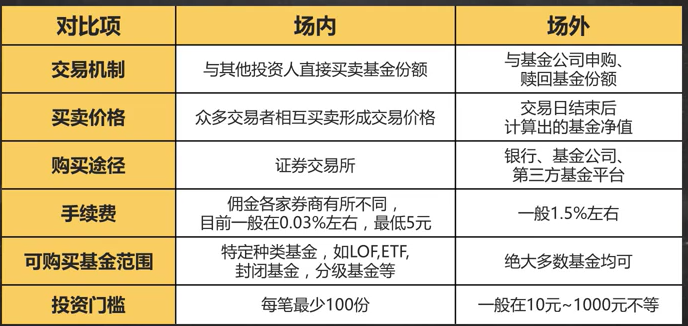 对比项 场内 场外
交易机制 与其他投资人直接买卖基金份额 与基金公司申购、
赎回基金份额
买卖价格 众多交易者相互买卖形成交易价格 交易日结束后
计算出的基金净值
购买途径 证券交易所 银行、基金公司、
第三方基金平台
手续费 佣金各家券商有所不同，
目前一般在0.03%左右，最低5元 一般1.5%左右
可购买基金范围 特定种类基金，如LOF,ETF,
封闭基金，分级基金等 绝大多数基金均可
投资门槛 每笔最少100份 一般在10元~1000元不等